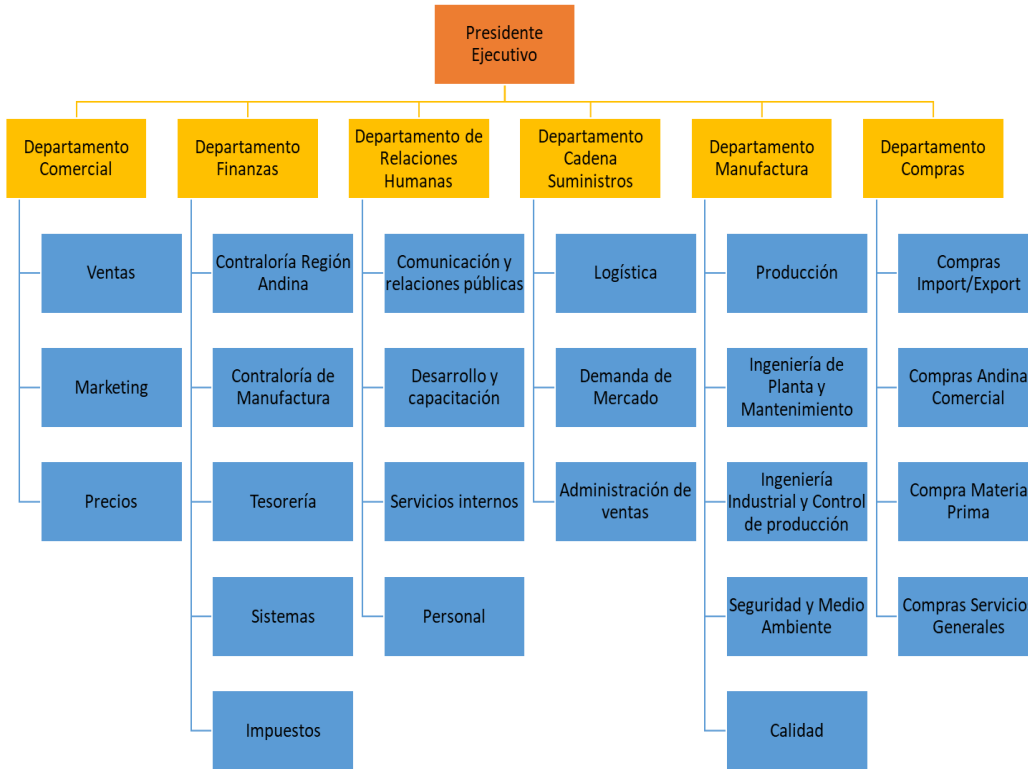 Presidente
Ejecutivo
Departamento
Comercial
Departamento
Finanzas
Departamento de
Relaciones
Humanas
Departamento
Cadena
Suministros
Departamento
Manufactura
Departamento
Compras
Ventas
Contraloría Región
Andina
Comunicación y
relaciones públicas
Logística
Producción
Compras
Import/Export
Marketing
Contraloría de
Manufactura
Desarrollo y
capacitación
Demanda de
Mercado
Ingeniería de
Planta y
Mantenimiento
Compras Andina
Comercial
Precios
Tesorería
Servicios internos
Administración de
ventas
Ingeniería
Industrial y Control
de producción
Compra Materia
Prima
Sistemas
Personal
Seguridad y Medio
Ambiente
Compras Servicios
Generales
Impuestos
Calidad